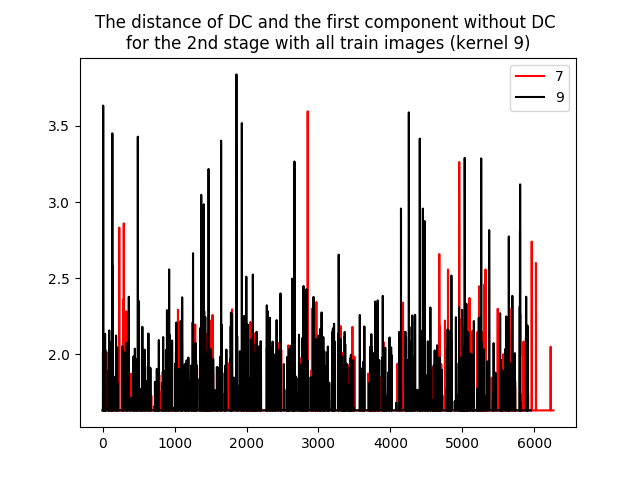 The distance of DC and the first component without DC
for the 2nd stage with all train images (kernel 9)
7
9
3.5
3.0
2.5
2.0
0 1000 2000 3000 4000 5000 6000